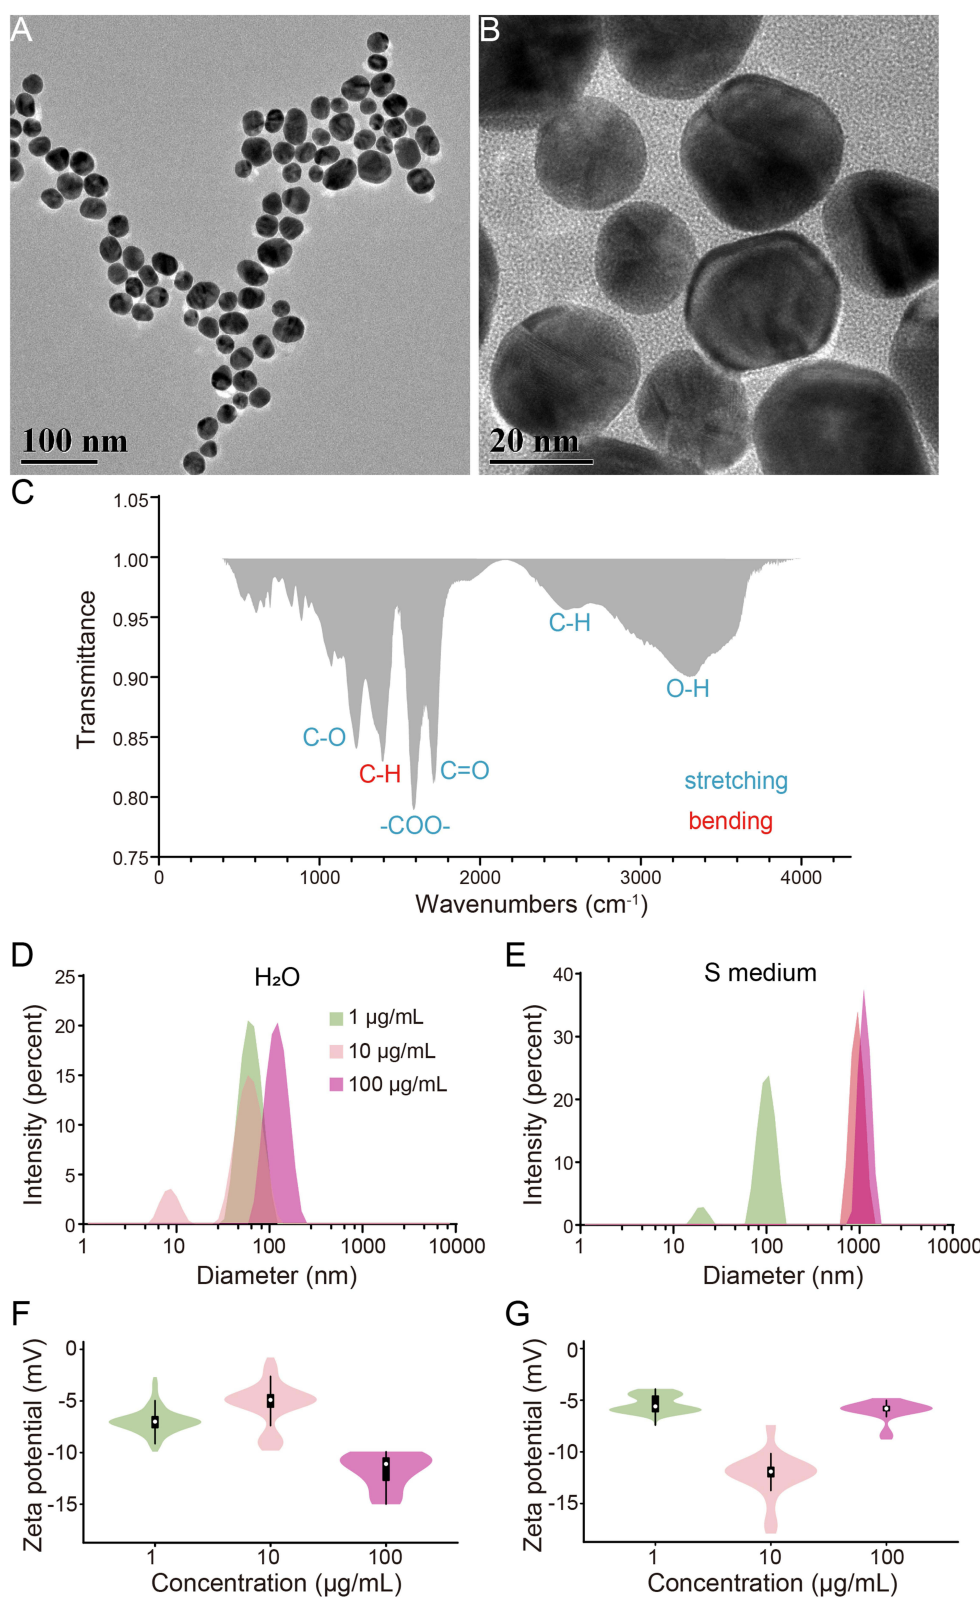 A
B
100 nm
20 nm
C
1.05
1.00
0.95
0.90
0.85
0.80
0.75
Transmittance
C-O
C-H
-COO-
C=O
C-H
O-H
stretching
bending
0
1000
2000
3000
4000
Wavenumbers (cm⁻¹)
D
H₂O
25
20
15
10
5
0
Intensity (percent)
1 µg/mL
10 µg/mL
100 µg/mL
1
10
100
1000
10000
Diameter (nm)
E
S medium
40
30
20
10
0
Intensity (percent)
1
10
100
1000
10000
Diameter (nm)
F
0
-5
-10
-15
Zeta potential (mV)
1
10
100
Concentration (µg/mL)
G
0
-5
-10
-15
Zeta potential (mV)
1
10
100
Concentration (µg/mL)